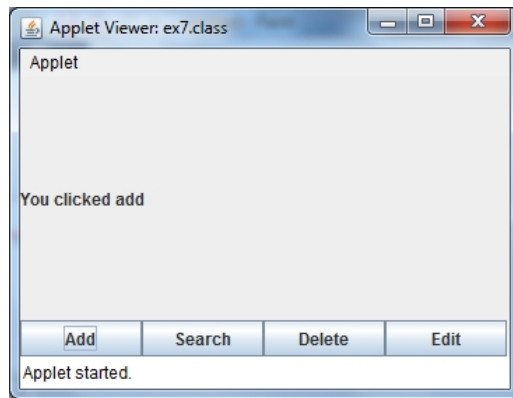 Applet Viewer: ex7.class
Applet
You clicked add
Add Search Delete Edit
Applet started.